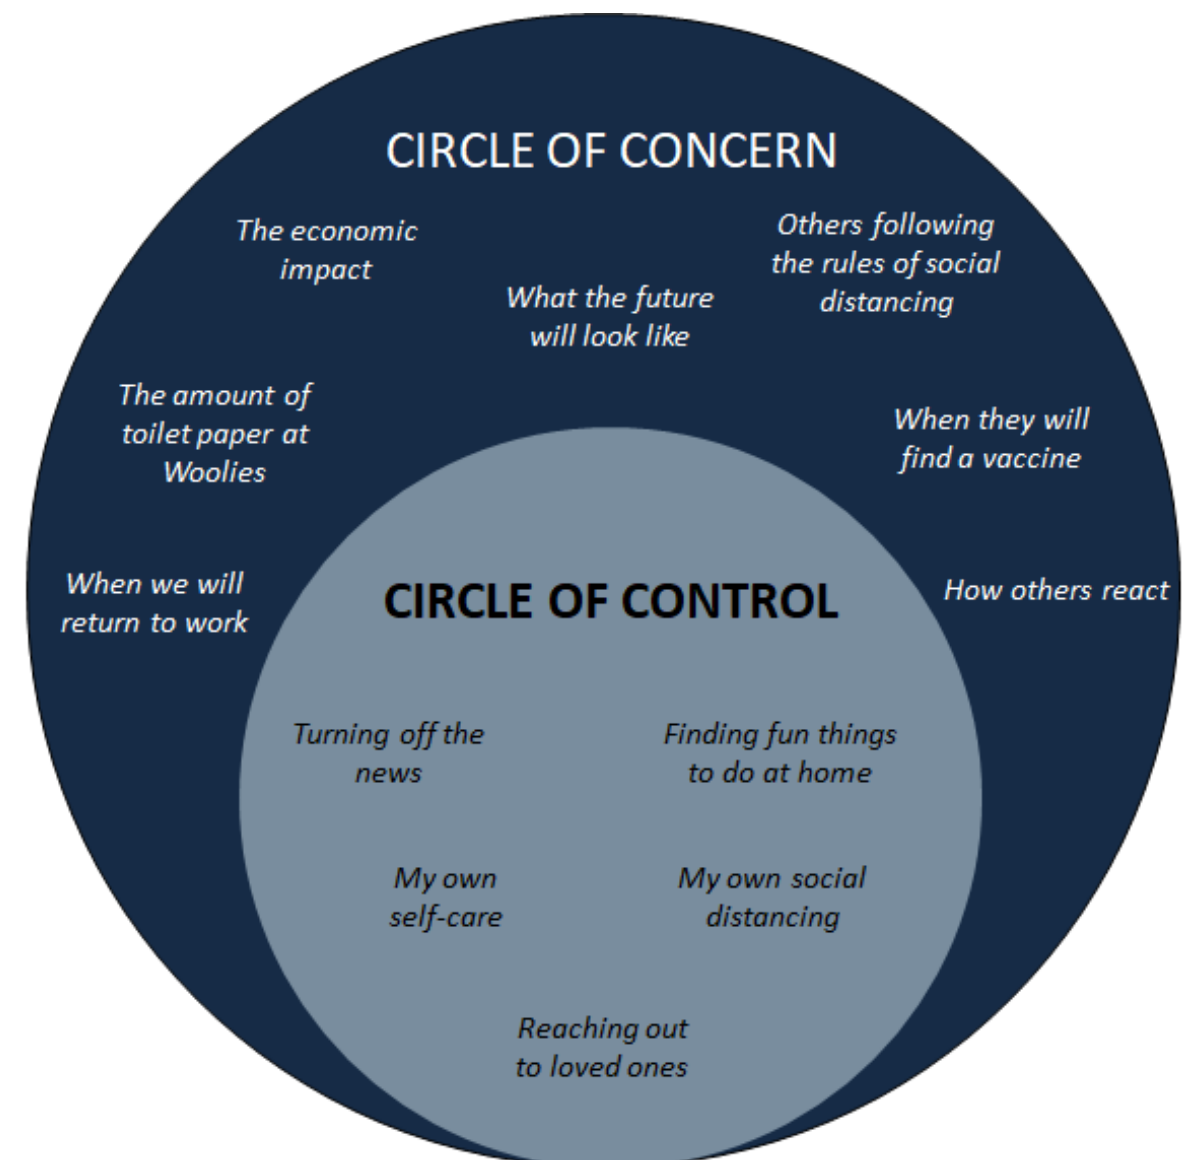 CIRCLE OF CONCERN
The economic
impact
What the future
will look like
Others following
the rules of social
distancing
The amount of
toilet paper at
Woolies
When they will
find a vaccine
When we will
return to work
How others react
CIRCLE OF CONTROL
Turning off the
news
Finding fun things
to do at home
My own
self-care
My own social
distancing
Reaching out
to loved ones